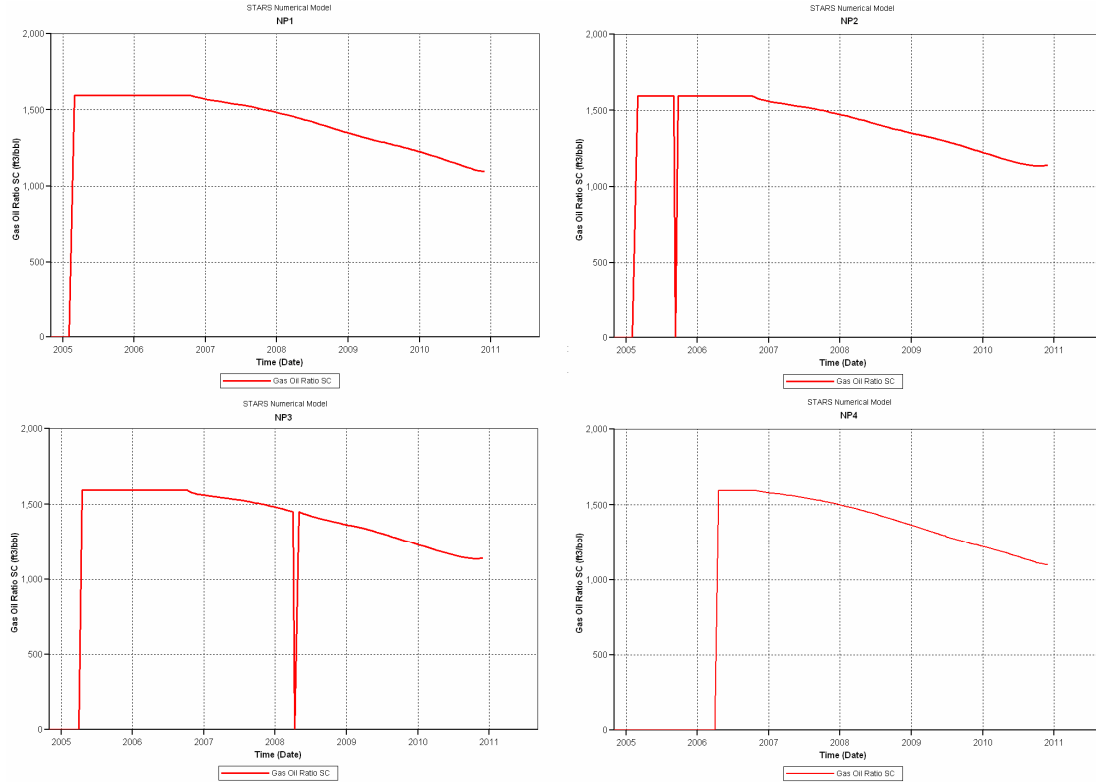 STARS Numerical Model
NP1
Gas Oil Ratio SC (ft3/bbl)
2,000
1,500
1,000
500
0
2005 2006 2007 2008 2009 2010 2011
Time (Date)
Gas Oil Ratio SC
STARS Numerical Model
NP2
Gas Oil Ratio SC (ft3/bbl)
2,000
1,500
1,000
500
0
2005 2006 2007 2008 2009 2010 2011
Time (Date)
Gas Oil Ratio SC
STARS Numerical Model
NP3
Gas Oil Ratio SC (ft3/bbl)
2,000
1,500
1,000
500
0
2005 2006 2007 2008 2009 2010 2011
Time (Date)
Gas Oil Ratio SC
STARS Numerical Model
NP4
Gas Oil Ratio SC (ft3/bbl)
2,000
1,500
1,000
500
0
2005 2006 2007 2008 2009 2010 2011
Time (Date)
Gas Oil Ratio SC